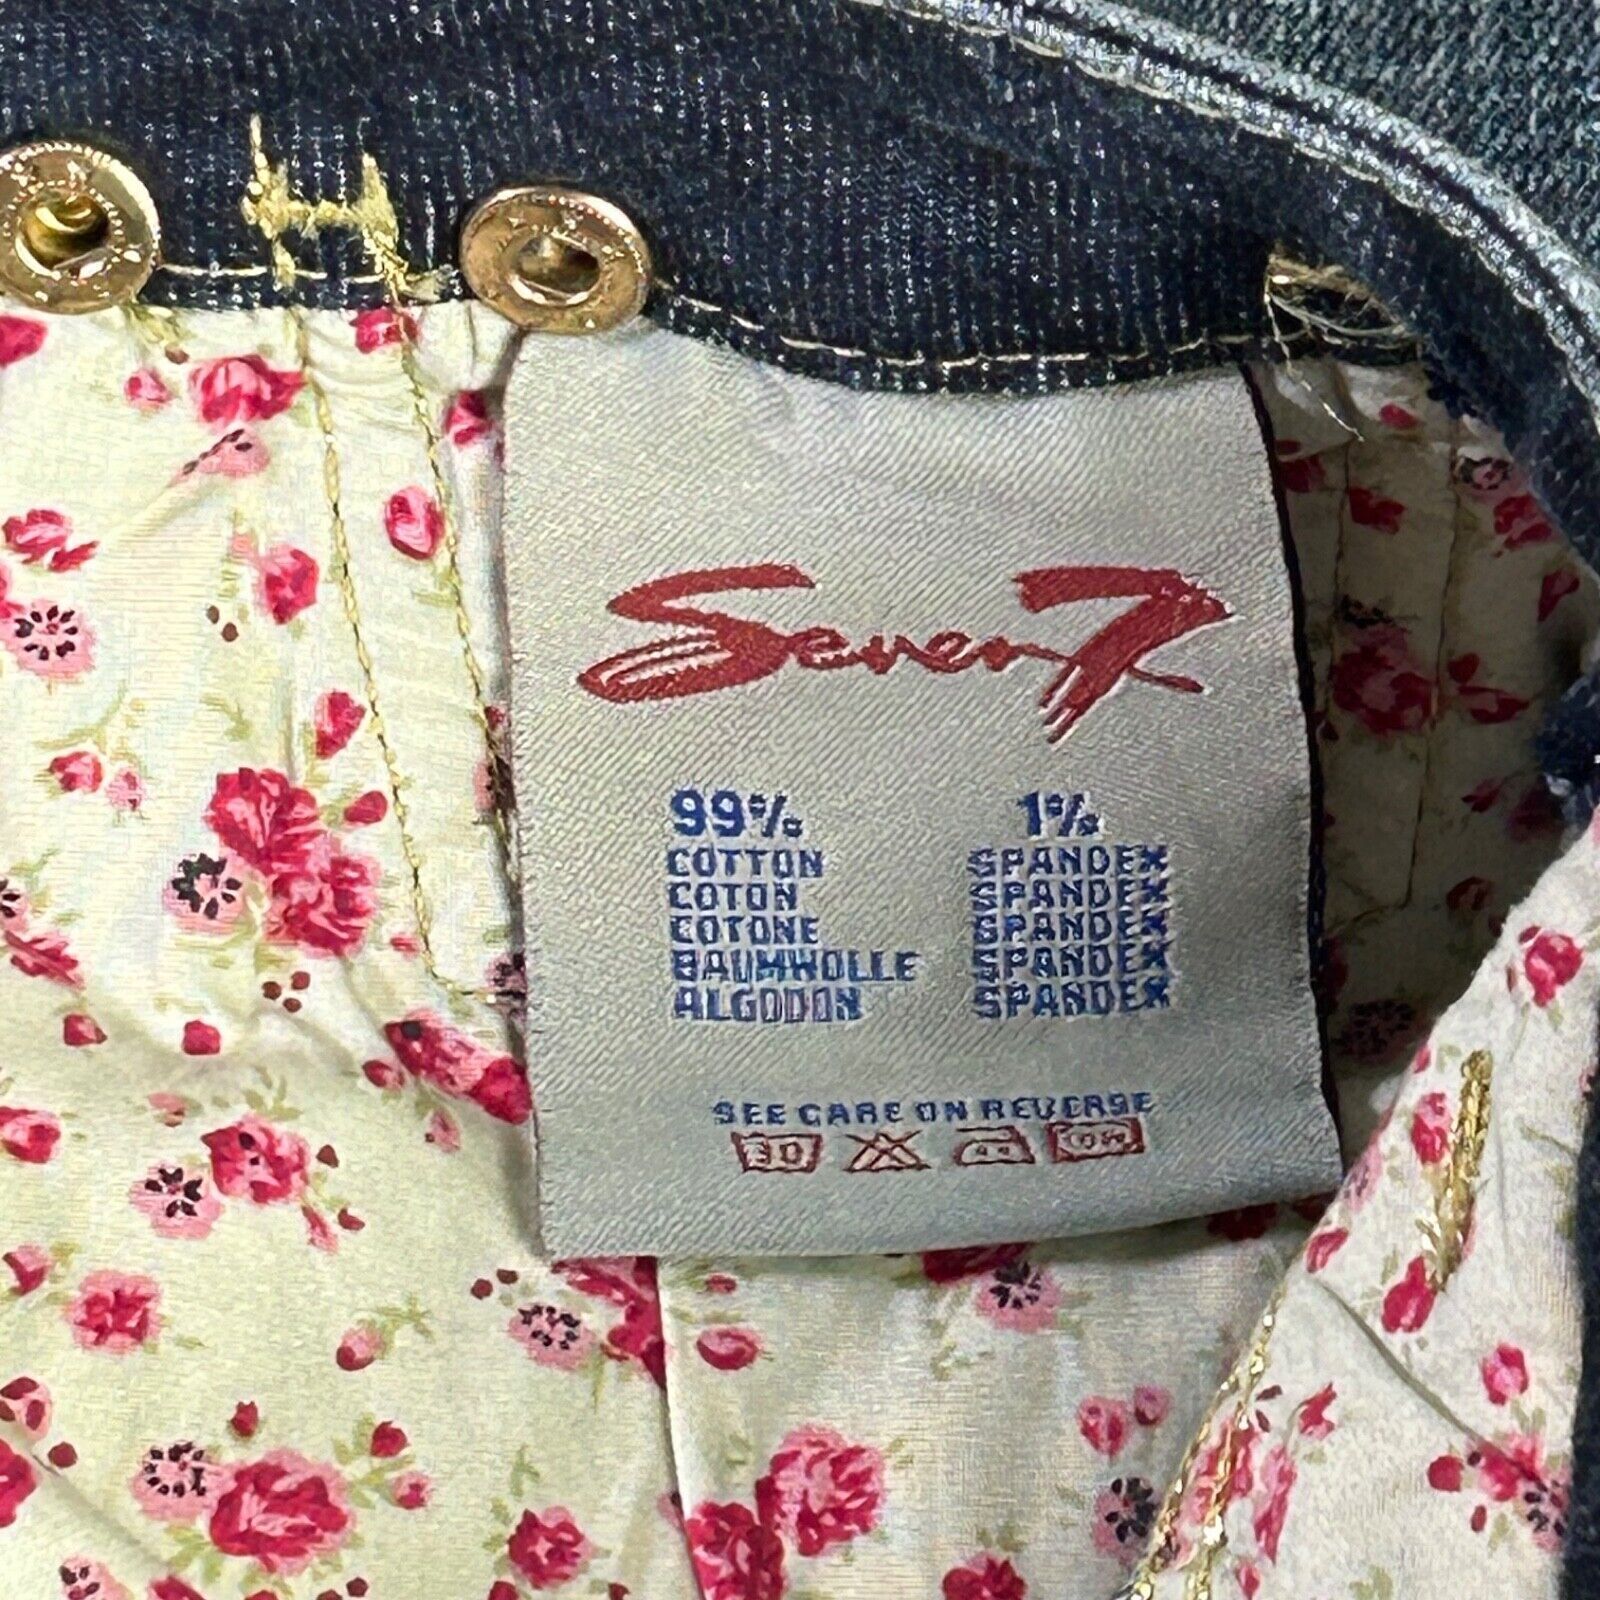 Seven7
99% 1%
COTTON SPANDEX
COTON SPANDEX
COTONE SPANDEX
BAUMWOLLE SPANDEX
ALGODON SPANDEX
SEE CARE ON REVERSE
30